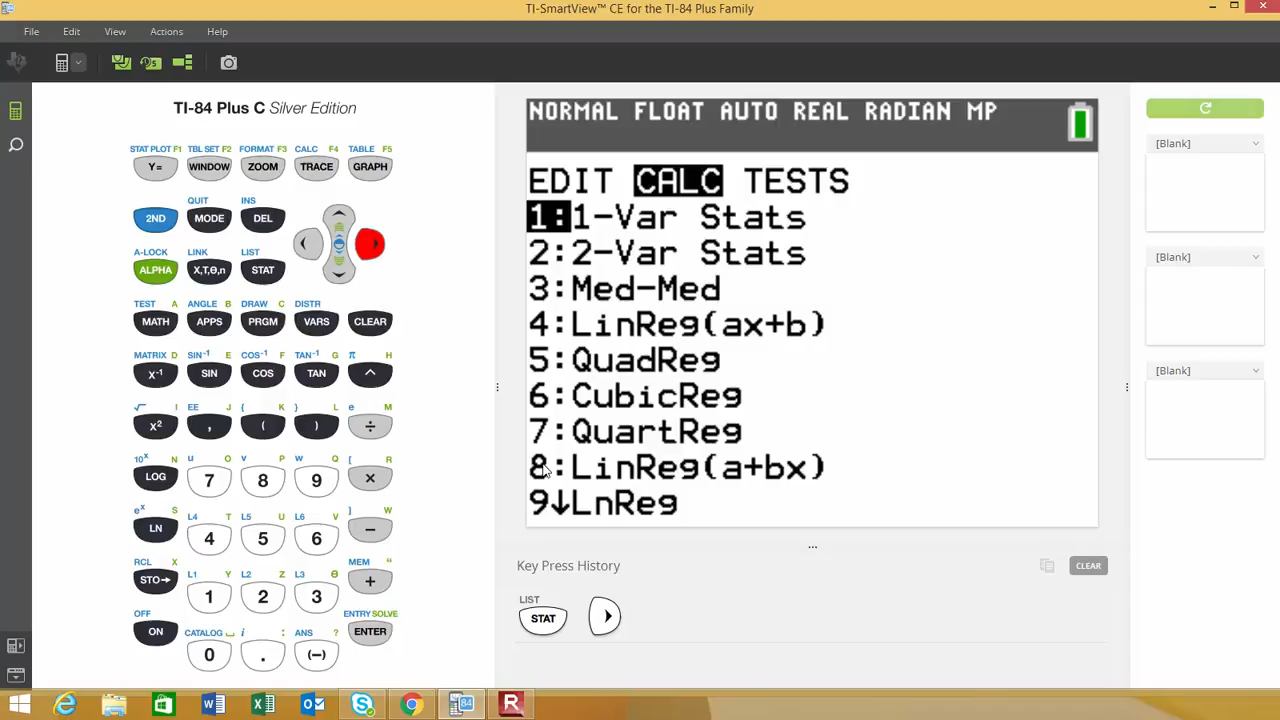 TI-SmartView™ CE for the TI-84 Plus Family
File Edit View Actions Help
TI-84 Plus C Silver Edition
STAT PLOT F1 TBL SET F2 FORMAT F3 CALC F4 TABLE F5
Y= WINDOW ZOOM TRACE GRAPH
QUIT INS
2ND MODE DEL
A-LOCK LINK LIST
ALPHA X,T,Θ,n STAT
TEST A ANGLE B DRAW C DISTR
MATH APPS PRGM VARS CLEAR
MATRIX D SIN⁻¹ E COS⁻¹ F TAN⁻¹ G π H
X⁻¹ SIN COS TAN ^
√ I EE J { K } L e M
X² , ( ) ÷
10ˣ N u O v P w Q [ R
LOG 7 8 9 ×
eˣ S L4 T L5 U L6 V ] W
LN 4 5 6 −
RCL X L1 Y L2 Z L3 Θ MEM "
STO→ 1 2 3 +
OFF CATALOG ␣ i : ANS ? ENTRY SOLVE
ON 0 . (−) ENTER
NORMAL FLOAT AUTO REAL RADIAN MP
EDIT CALC TESTS
1:1-Var Stats
2:2-Var Stats
3:Med-Med
4:LinReg(ax+b)
5:QuadReg
6:CubicReg
7:QuartReg
8:LinReg(a+bx)
9↓LnReg
Key Press History
CLEAR
LIST
STAT
[Blank]
[Blank]
[Blank]
84
R